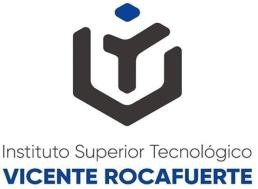 Instituto Superior Tecnológico
VICENTE ROCAFUERTE